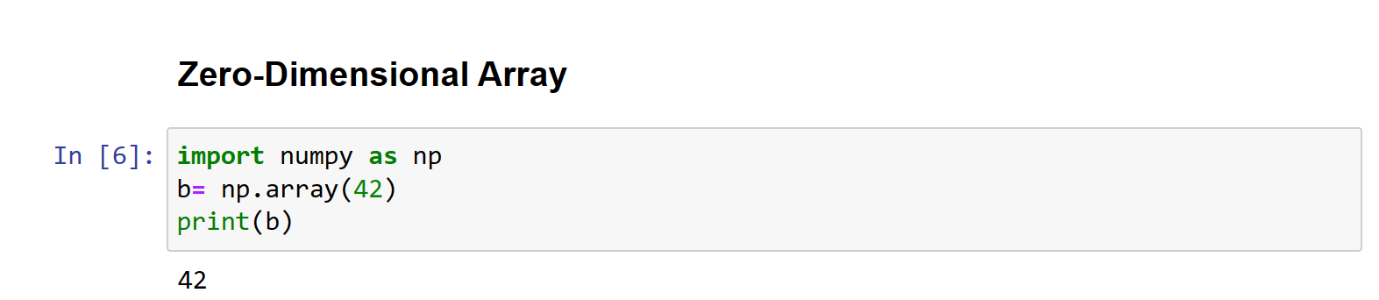 Zero-Dimensional Array
In [6]: import numpy as np
b= np.array(42)
print(b)
42